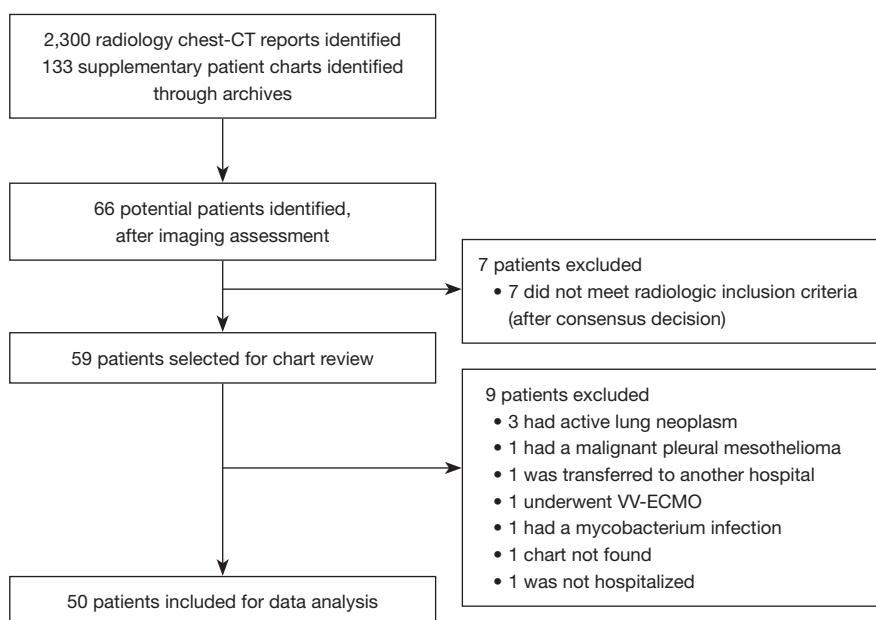 2,300 radiology chest-CT reports identified
133 supplementary patient charts identified
through archives
66 potential patients identified,
after imaging assessment
7 patients excluded
• 7 did not meet radiologic inclusion criteria
(after consensus decision)
59 patients selected for chart review
9 patients excluded
• 3 had active lung neoplasm
• 1 had a malignant pleural mesothelioma
• 1 was transferred to another hospital
• 1 underwent VV-ECMO
• 1 had a mycobacterium infection
• 1 chart not found
• 1 was not hospitalized
50 patients included for data analysis